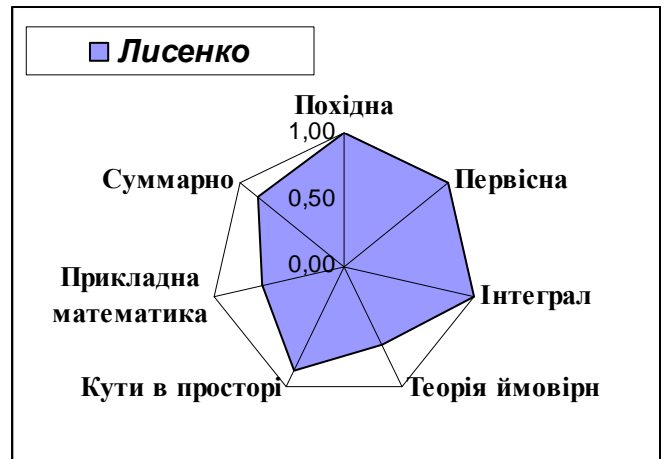 Лисенко
Похідна
1,00
Первісна
Суммарно
0,50
0,00
Прикладна
математика
Інтеграл
Кути в просторі
Теорія ймовірн